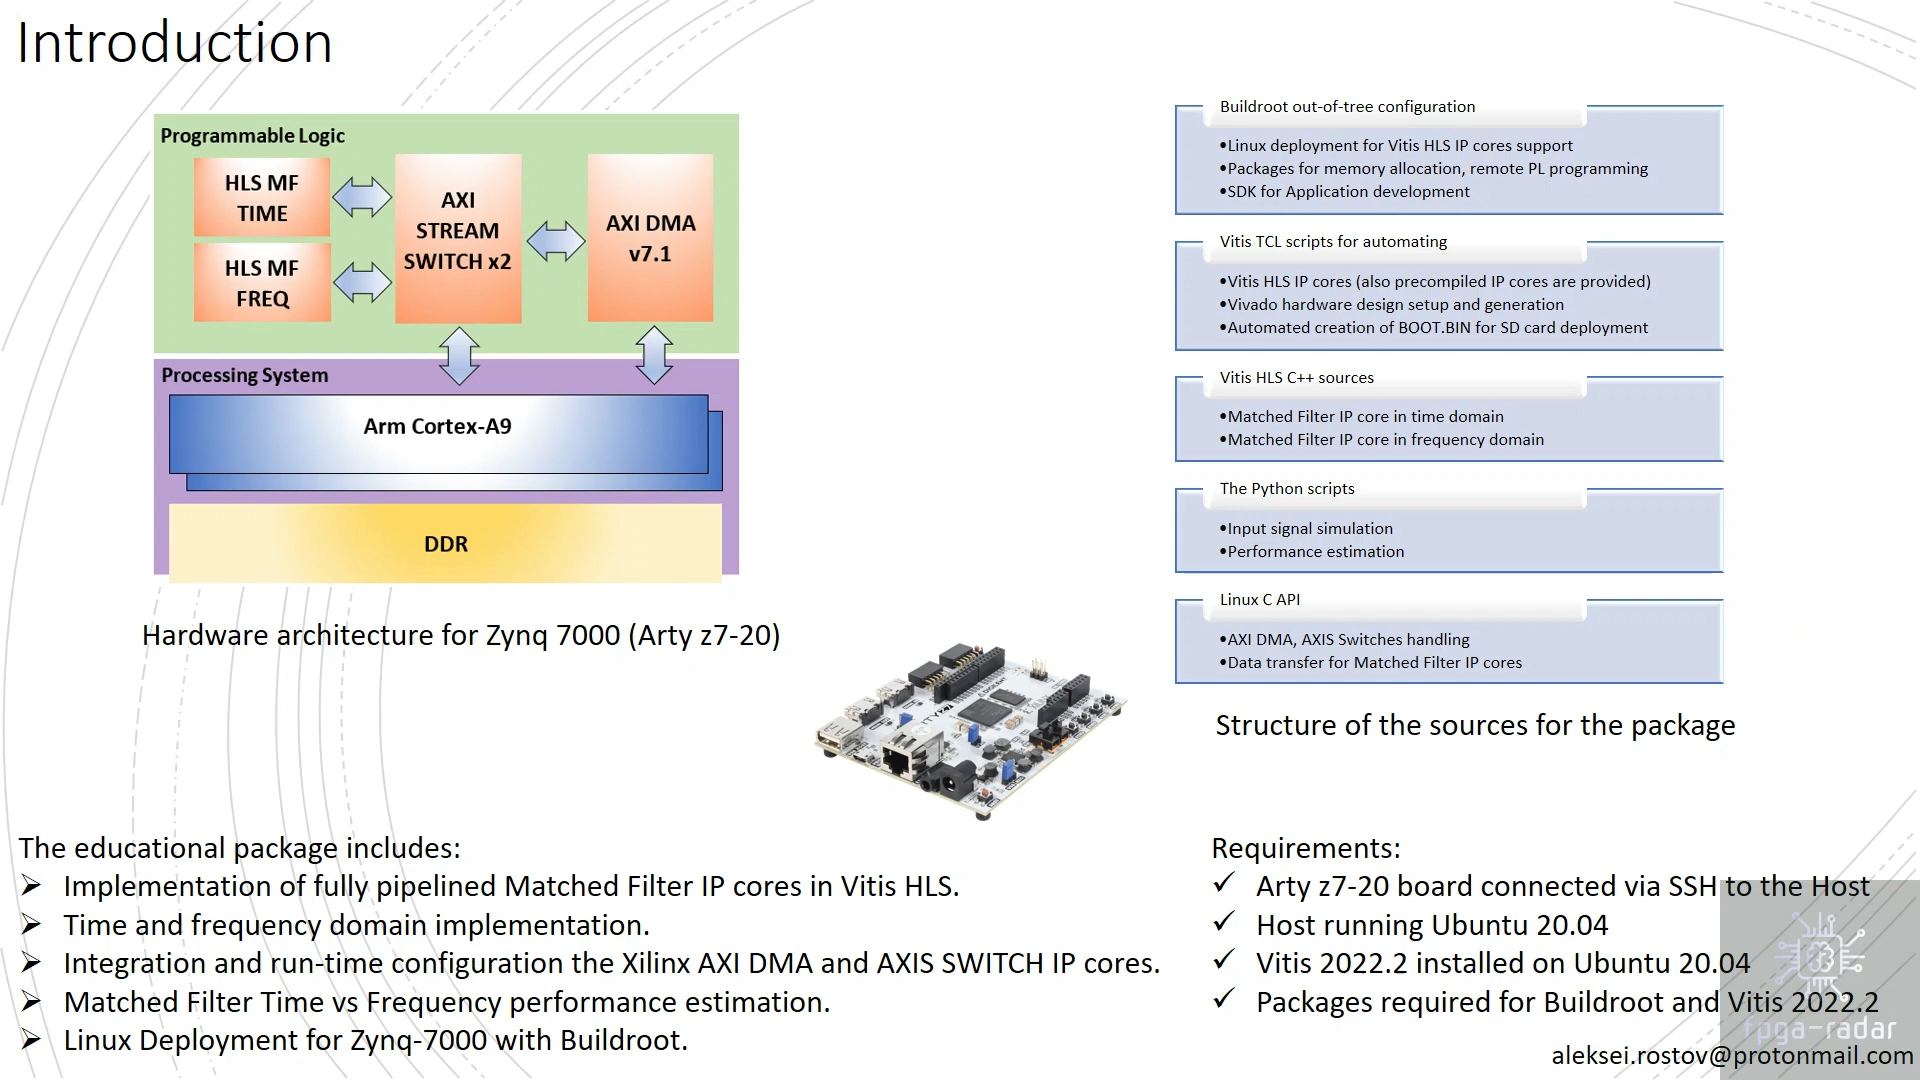 Introduction
Programmable Logic
HLS MF
TIME
HLS MF
FREQ
AXI
STREAM
SWITCH x2
AXI DMA
v7.1
Processing System
Arm Cortex-A9
DDR
Hardware architecture for Zynq 7000 (Arty z7-20)
Buildroot out-of-tree configuration
•Linux deployment for Vitis HLS IP cores support
•Packages for memory allocation, remote PL programming
•SDK for Application development
Vitis TCL scripts for automating
•Vitis HLS IP cores (also precompiled IP cores are provided)
•Vivado hardware design setup and generation
•Automated creation of BOOT.BIN for SD card deployment
Vitis HLS C++ sources
•Matched Filter IP core in time domain
•Matched Filter IP core in frequency domain
The Python scripts
•Input signal simulation
•Performance estimation
Linux C API
•AXI DMA, AXIS Switches handling
•Data transfer for Matched Filter IP cores
Structure of the sources for the package
The educational package includes:
➢ Implementation of fully pipelined Matched Filter IP cores in Vitis HLS.
➢ Time and frequency domain implementation.
➢ Integration and run-time configuration the Xilinx AXI DMA and AXIS SWITCH IP cores.
➢ Matched Filter Time vs Frequency performance estimation.
➢ Linux Deployment for Zynq-7000 with Buildroot.
Requirements:
✓ Arty z7-20 board connected via SSH to the Host
✓ Host running Ubuntu 20.04
✓ Vitis 2022.2 installed on Ubuntu 20.04
✓ Packages required for Buildroot and Vitis 2022.2
fpga-radar
aleksei.rostov@protonmail.com